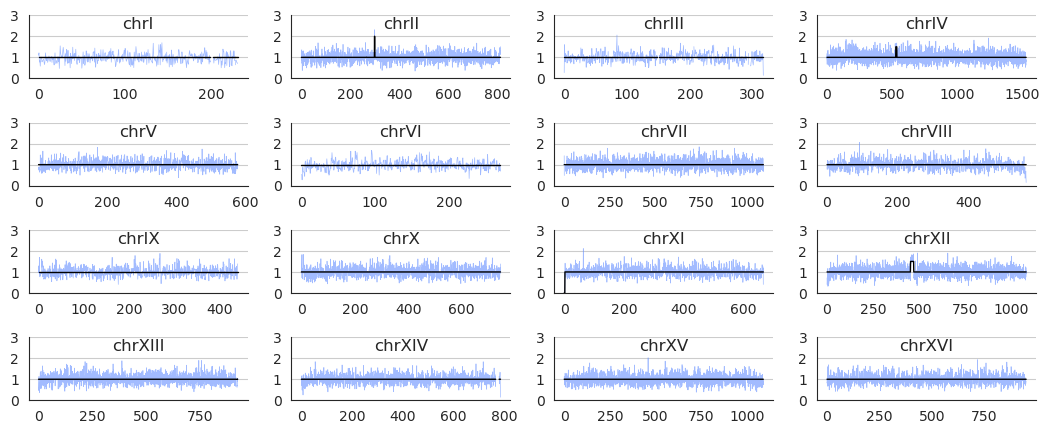 chrI chrII chrIII chrIV
3 3 3 3
2 2 2 2
1 1 1 1
0 0 0 0
0 100 200 0 200 400 600 800 0 100 200 300 0 500 1000 1500
chrV chrVI chrVII chrVIII
3 3 3 3
2 2 2 2
1 1 1 1
0 0 0 0
0 200 400 600 0 100 200 0 250 500 750 1000 0 200 400
chrIX chrX chrXI chrXII
3 3 3 3
2 2 2 2
1 1 1 1
0 0 0 0
0 100 200 300 400 0 200 400 600 0 200 400 600 0 250 500 750 1000
chrXIII chrXIV chrXV chrXVI
3 3 3 3
2 2 2 2
1 1 1 1
0 0 0 0
0 250 500 750 0 200 400 600 800 0 250 500 750 1000 0 250 500 750